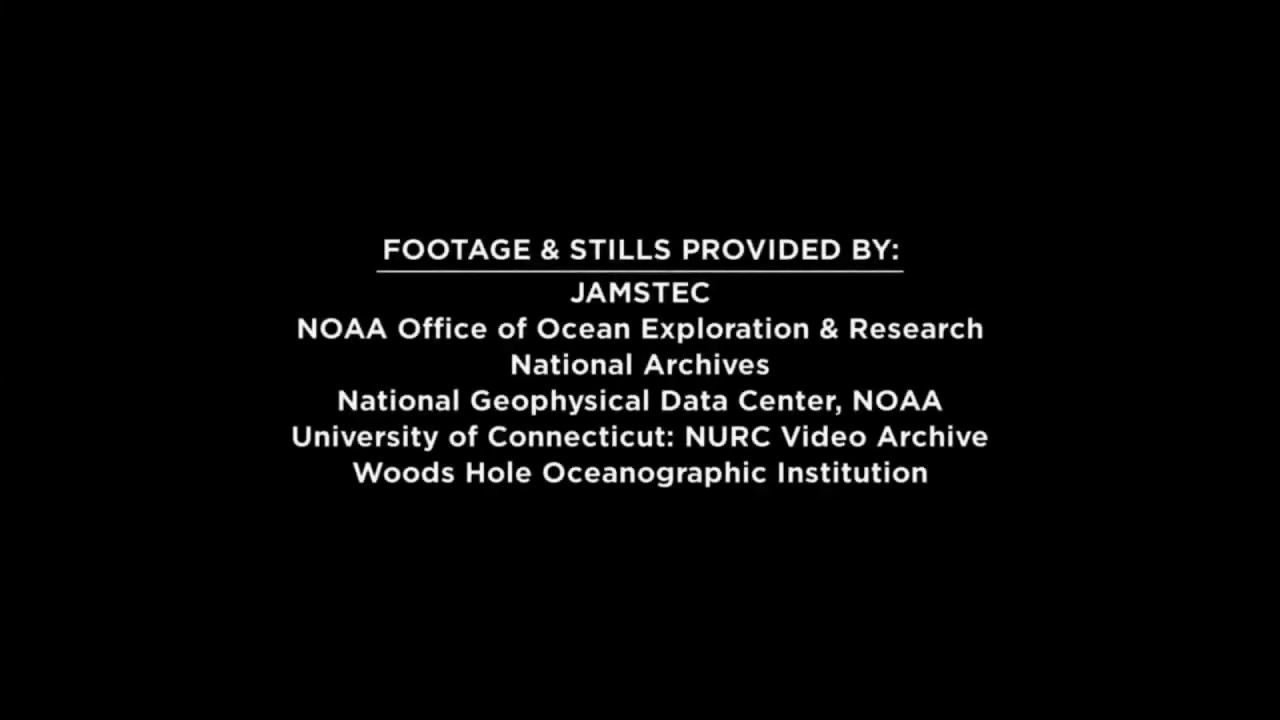 FOOTAGE & STILLS PROVIDED BY:
JAMSTEC
NOAA Office of Ocean Exploration & Research
National Archives
National Geophysical Data Center, NOAA
University of Connecticut: NURC Video Archive
Woods Hole Oceanographic Institution